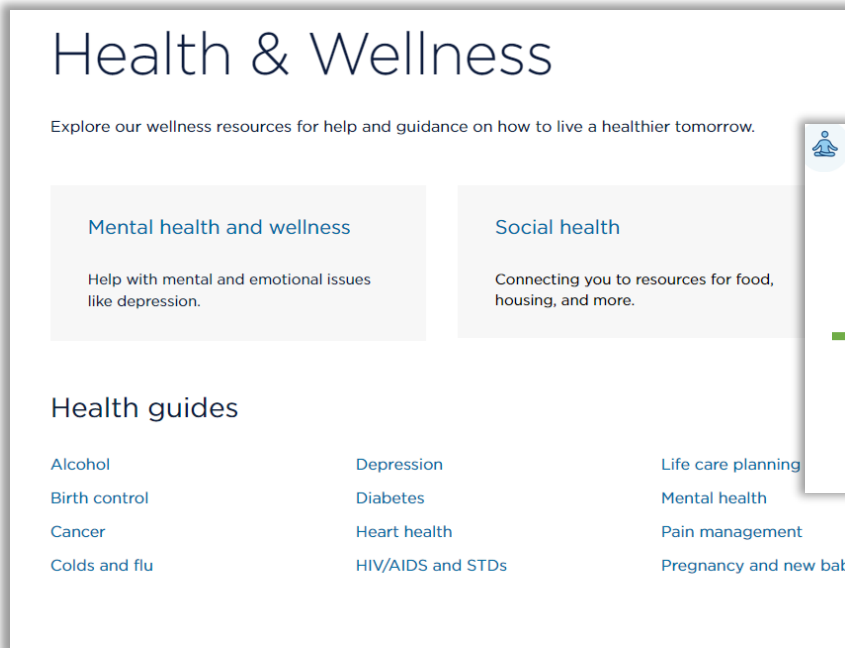 Health & Wellness
Explore our wellness resources for help and guidance on how to live a healthier tomorrow.
Mental health and wellness
Help with mental and emotional issues
like depression.
Social health
Connecting you to resources for food,
housing, and more.
Health guides
Alcohol
Birth control
Cancer
Colds and flu
Depression
Diabetes
Heart health
HIV/AIDS and STDs
Life care planning
Mental health
Pain management
Pregnancy and new